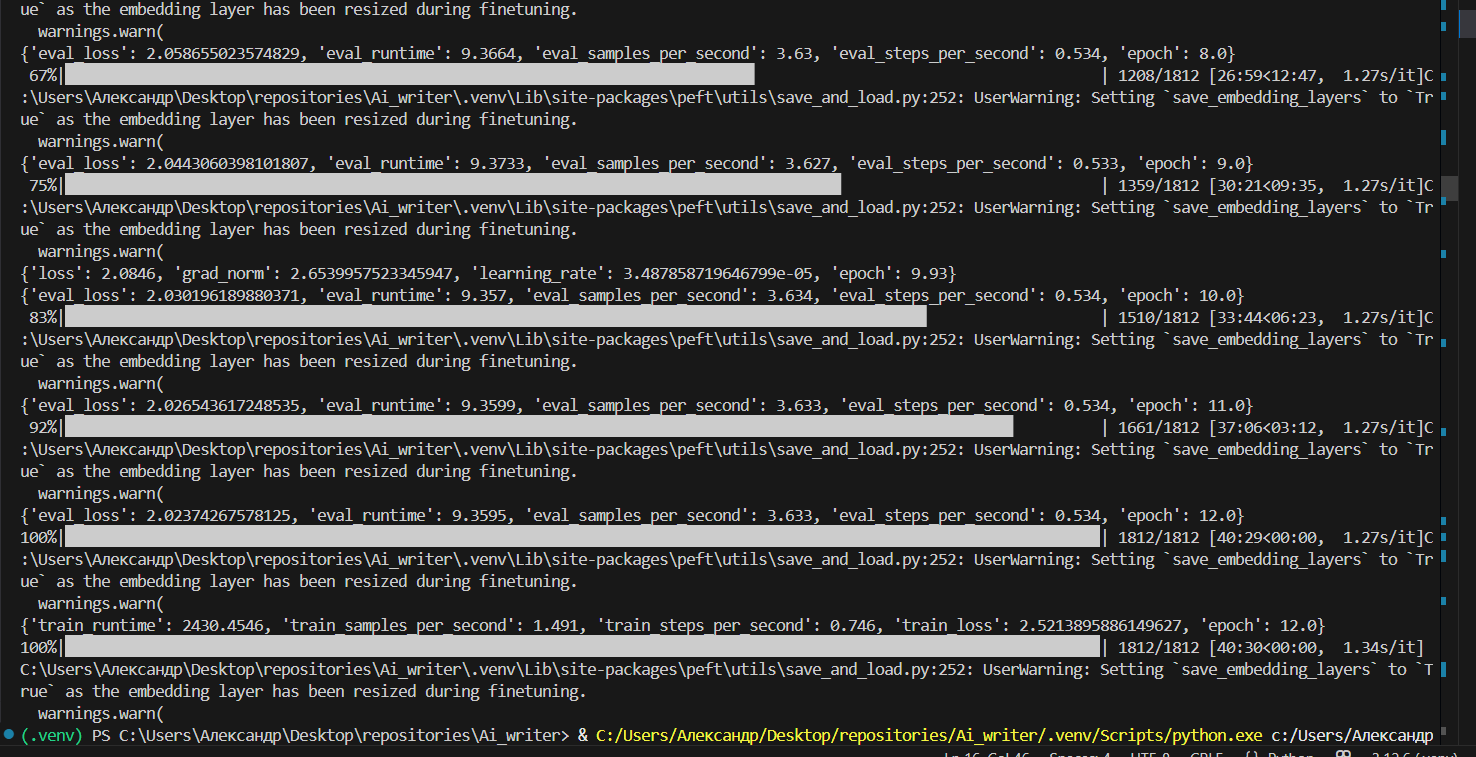 ue` as the embedding layer has been resized during finetuning.
warnings.warn(
{'eval_loss': 2.058655023574829, 'eval_runtime': 9.3664, 'eval_samples_per_second': 3.63, 'eval_steps_per_second': 0.534, 'epoch': 8.0}
67%| | 1208/1812 [26:59<12:47, 1.27s/it]C
:\Users\Александр\Desktop\repositories\Ai_writer\.venv\Lib\site-packages\peft\utils\save_and_load.py:252: UserWarning: Setting `save_embedding_layers` to `Tr
ue` as the embedding layer has been resized during finetuning.
warnings.warn(
{'eval_loss': 2.0443060398101807, 'eval_runtime': 9.3733, 'eval_samples_per_second': 3.627, 'eval_steps_per_second': 0.533, 'epoch': 9.0}
75%| | 1359/1812 [30:21<09:35, 1.27s/it]C
:\Users\Александр\Desktop\repositories\Ai_writer\.venv\Lib\site-packages\peft\utils\save_and_load.py:252: UserWarning: Setting `save_embedding_layers` to `Tr
ue` as the embedding layer has been resized during finetuning.
warnings.warn(
{'loss': 2.0846, 'grad_norm': 2.6539957523345947, 'learning_rate': 3.487858719646799e-05, 'epoch': 9.93}
{'eval_loss': 2.030196189880371, 'eval_runtime': 9.357, 'eval_samples_per_second': 3.634, 'eval_steps_per_second': 0.534, 'epoch': 10.0}
83%| | 1510/1812 [33:44<06:23, 1.27s/it]C
:\Users\Александр\Desktop\repositories\Ai_writer\.venv\Lib\site-packages\peft\utils\save_and_load.py:252: UserWarning: Setting `save_embedding_layers` to `Tr
ue` as the embedding layer has been resized during finetuning.
warnings.warn(
{'eval_loss': 2.026543617248535, 'eval_runtime': 9.3599, 'eval_samples_per_second': 3.633, 'eval_steps_per_second': 0.534, 'epoch': 11.0}
92%| | 1661/1812 [37:06<03:12, 1.27s/it]C
:\Users\Александр\Desktop\repositories\Ai_writer\.venv\Lib\site-packages\peft\utils\save_and_load.py:252: UserWarning: Setting `save_embedding_layers` to `Tr
ue` as the embedding layer has been resized during finetuning.
warnings.warn(
{'eval_loss': 2.02374267578125, 'eval_runtime': 9.3595, 'eval_samples_per_second': 3.633, 'eval_steps_per_second': 0.534, 'epoch': 12.0}
100%| | 1812/1812 [40:29<00:00, 1.27s/it]C
:\Users\Александр\Desktop\repositories\Ai_writer\.venv\Lib\site-packages\peft\utils\save_and_load.py:252: UserWarning: Setting `save_embedding_layers` to `Tr
ue` as the embedding layer has been resized during finetuning.
warnings.warn(
{'train_runtime': 2430.4546, 'train_samples_per_second': 1.491, 'train_steps_per_second': 0.746, 'train_loss': 2.5213895886149627, 'epoch': 12.0}
100%| | 1812/1812 [40:30<00:00, 1.34s/it]
C:\Users\Александр\Desktop\repositories\Ai_writer\.venv\Lib\site-packages\peft\utils\save_and_load.py:252: UserWarning: Setting `save_embedding_layers` to `T
rue` as the embedding layer has been resized during finetuning.
warnings.warn(
(.venv) PS C:\Users\Александр\Desktop\repositories\Ai_writer> & C:/Users/Александр/Desktop/repositories/Ai_writer/.venv/Scripts/python.exe c:/Users/Александр